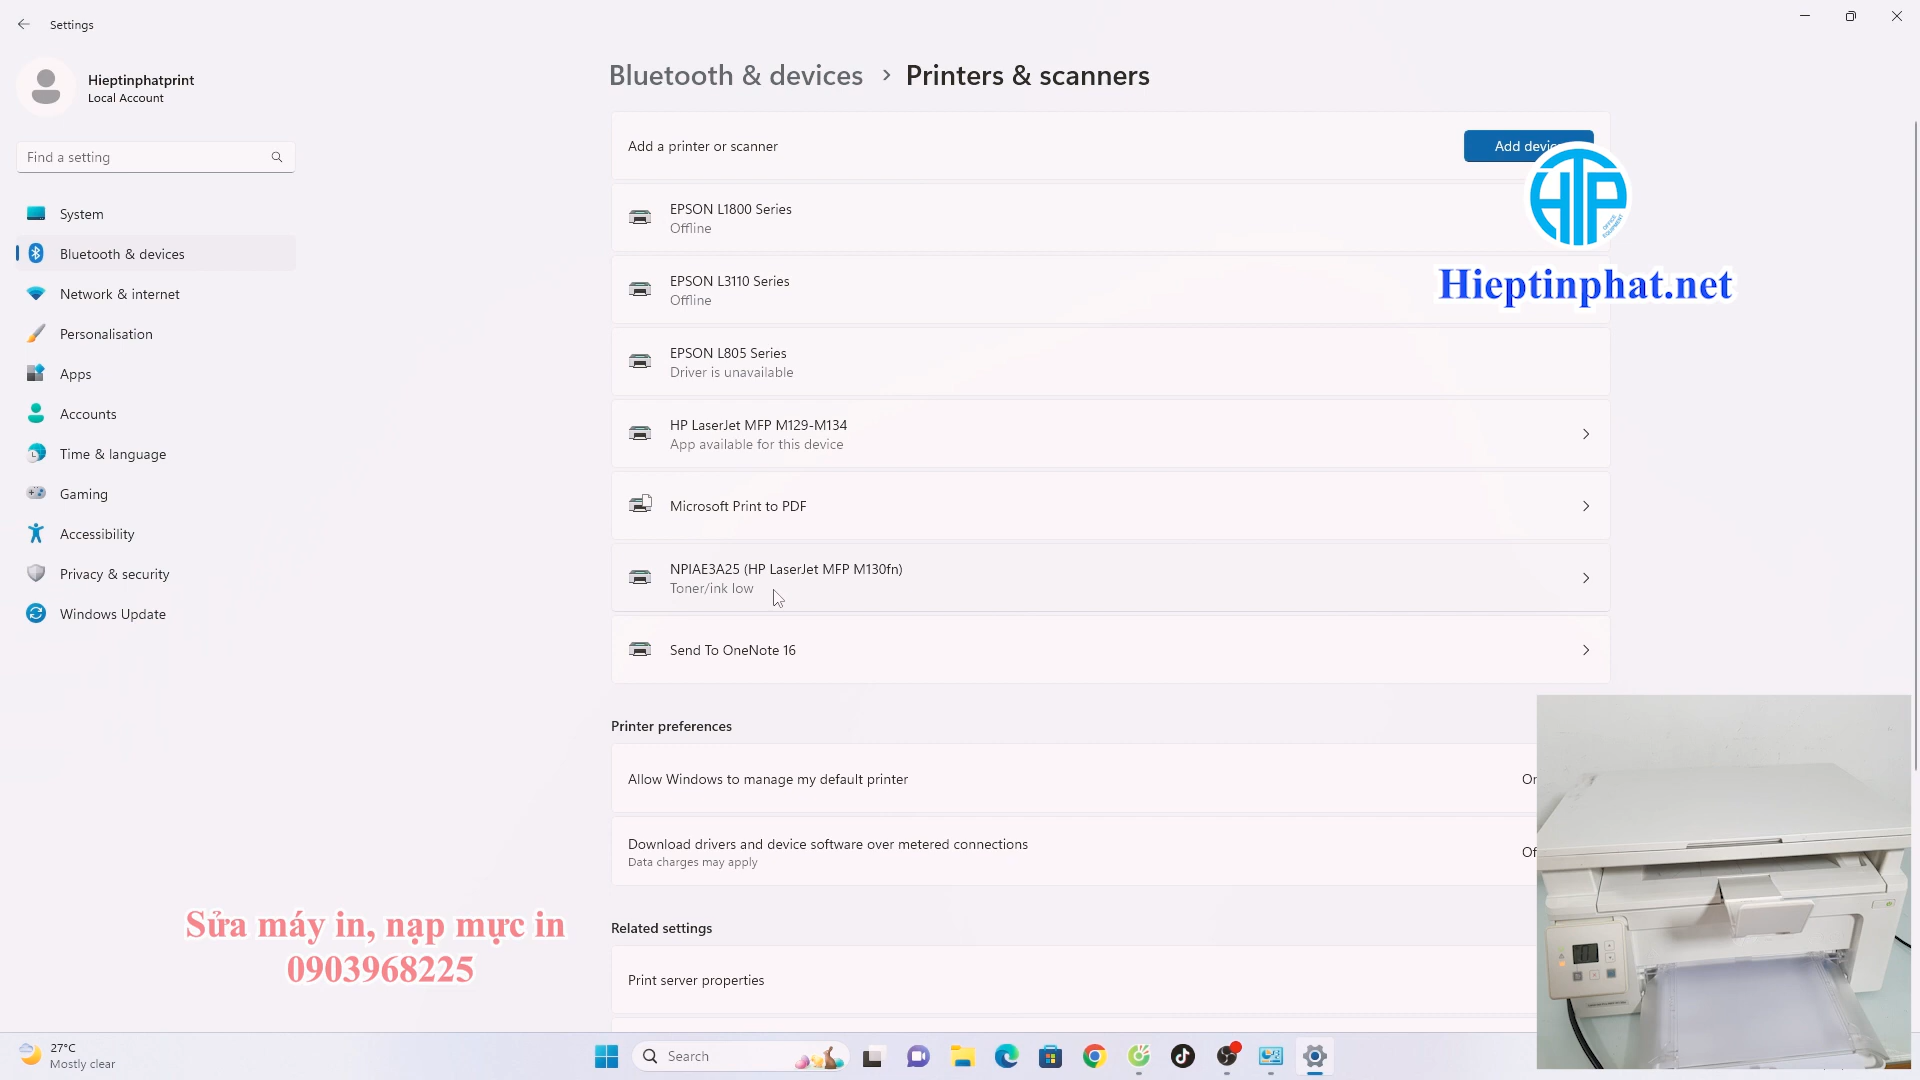 Settings
Hieptinphatprint
Local Account
Find a setting
System
Bluetooth & devices
Network & internet
Personalisation
Apps
Accounts
Time & language
Gaming
Accessibility
Privacy & security
Windows Update
Bluetooth & devices › Printers & scanners
Add a printer or scanner
Add devic
HTP
OFFICE EQUIPMENT
Hieptinphat.net
EPSON L1800 Series
Offline
EPSON L3110 Series
Offline
EPSON L805 Series
Driver is unavailable
HP LaserJet MFP M129-M134
App available for this device
Microsoft Print to PDF
NPIAE3A25 (HP LaserJet MFP M130fn)
Toner/ink low
Send To OneNote 16
Printer preferences
Allow Windows to manage my default printer
On
Download drivers and device software over metered connections
Data charges may apply
Of
Related settings
Print server properties
Sửa máy in, nạp mực in
0903968225
27°C
Mostly clear
Search